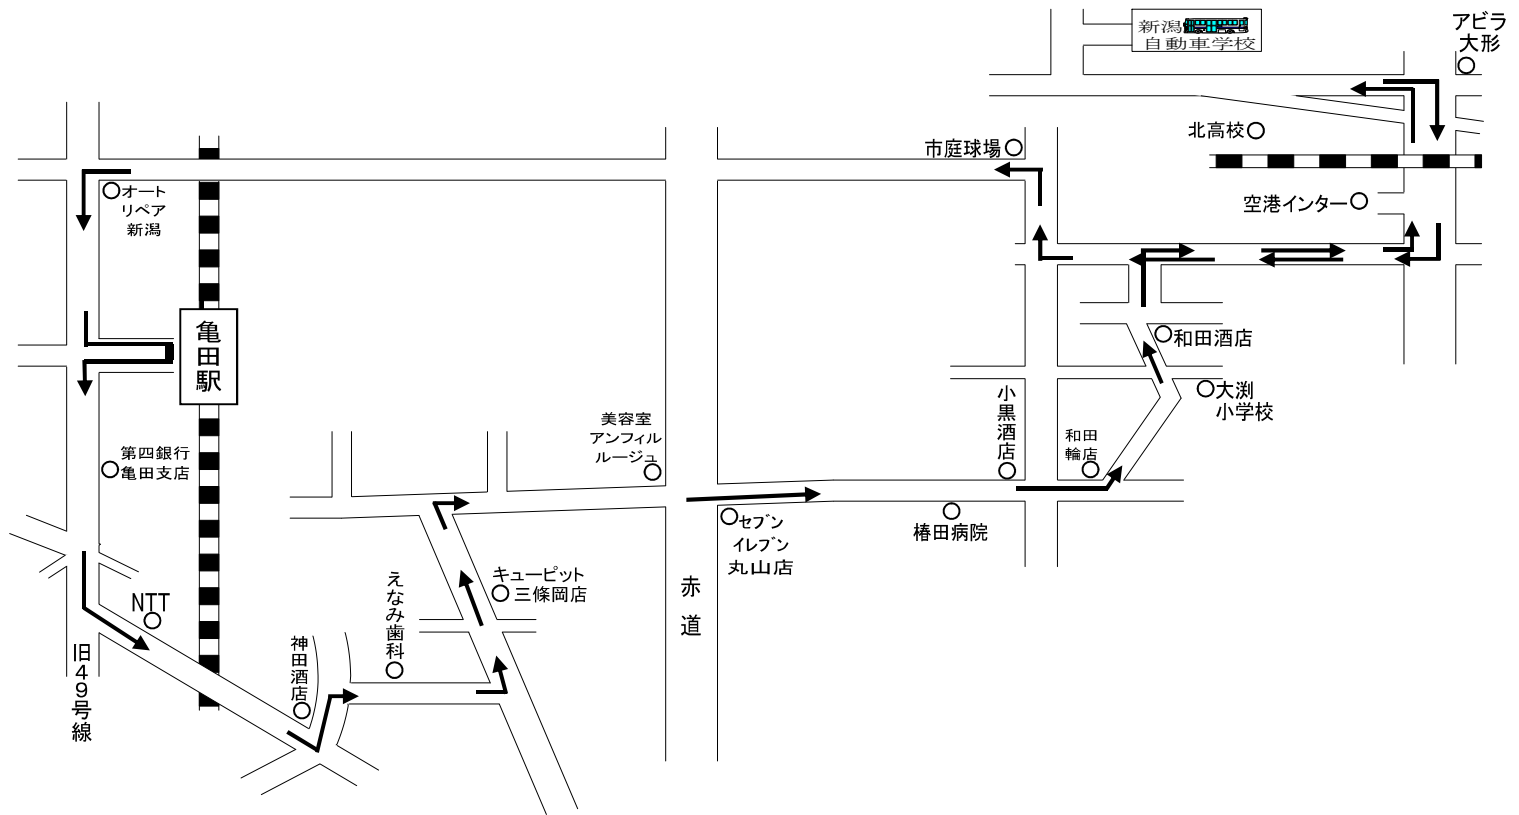 新潟
自動車学校
アピラ
大形
北高校
市庭球場
オート
リペア
新潟
空港インター
亀田駅
和田酒店
大渕
小学校
小黒酒店
美容室
アンフィル
ルージュ
和田
輪店
第四銀行
亀田支店
セブン
イレブン
丸山店
椿田病院
キューピット
三條岡店
えなみ歯科
赤道
NTT
神田酒店
旧49号線